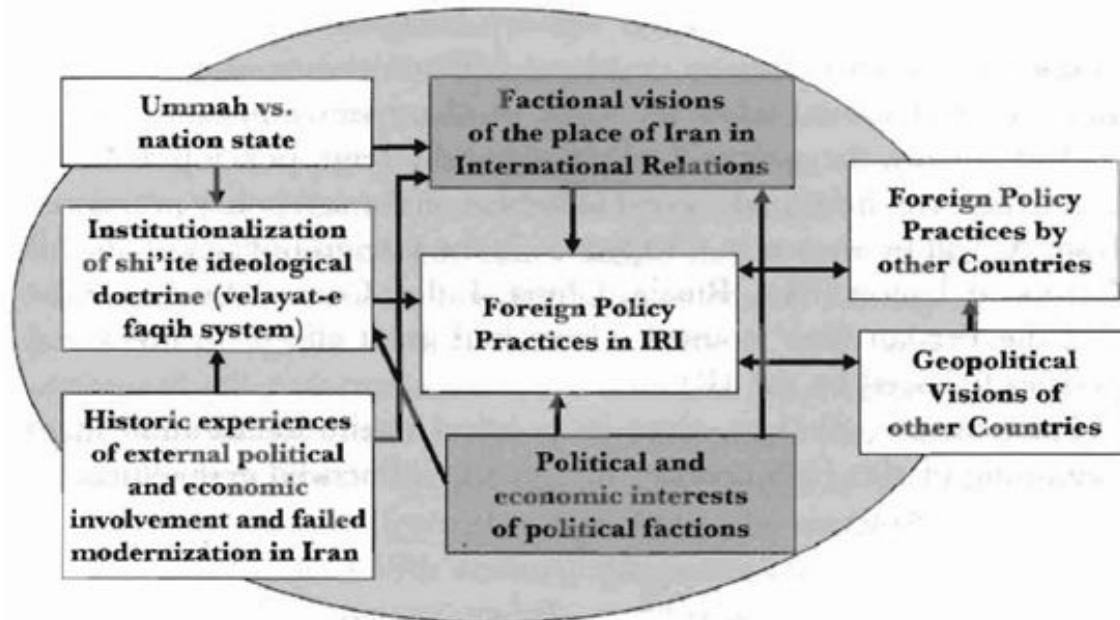 Ummah vs.
nation state
Factional visions
of the place of Iran in
International Relations
Institutionalization
of shi'ite ideological
doctrine (velayat-e
faqih system)
Foreign Policy
Practices in IRI
Foreign Policy
Practices by
other Countries
Geopolitical
Visions of
other Countries
Historic experiences
of external political
and economic
involvement and failed
modernization in Iran
Political and
economic interests
of political factions